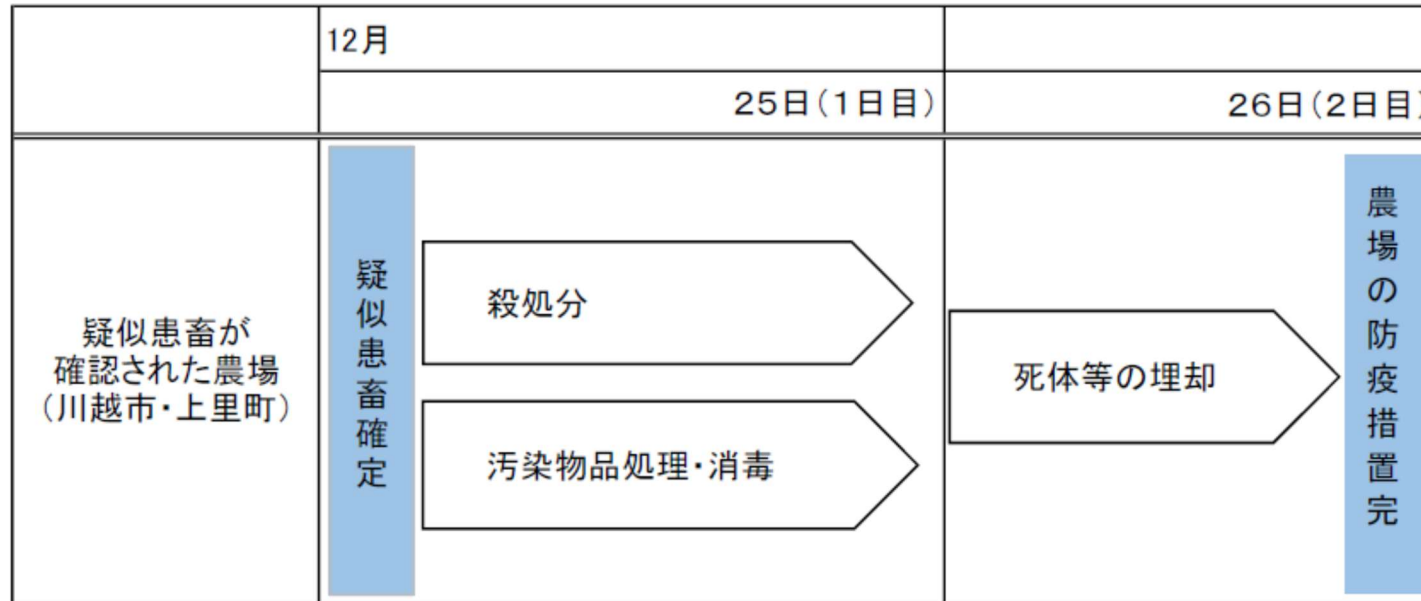 12月
25日(1日目)
26日(2日目)
疑似患畜が
確認された農場
(川越市・上里町)
疑似患畜確定
殺処分
汚染物品処理・消毒
死体等の埋却
農場の防疫措置完